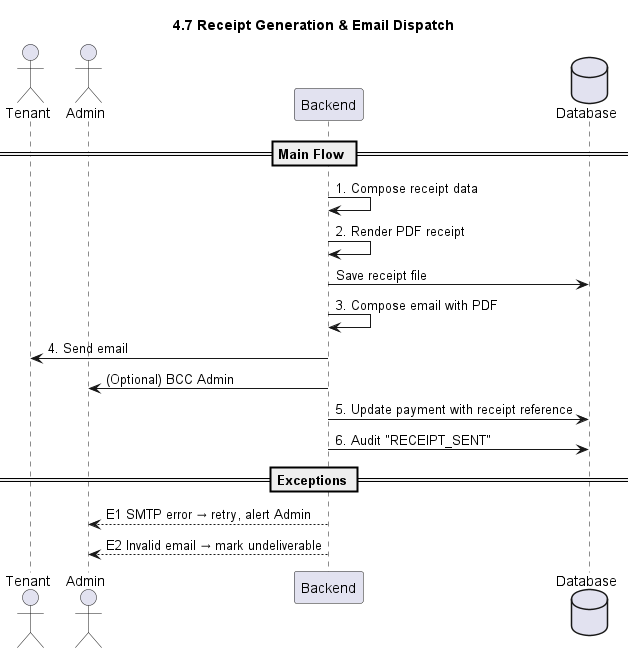 4.7 Receipt Generation & Email Dispatch
Tenant
Admin
Backend
Database
Main Flow
1. Compose receipt data
2. Render PDF receipt
Save receipt file
3. Compose email with PDF
4. Send email
(Optional) BCC Admin
5. Update payment with receipt reference
6. Audit "RECEIPT_SENT"
Exceptions
E1 SMTP error → retry, alert Admin
E2 Invalid email → mark undeliverable
Tenant
Admin
Backend
Database